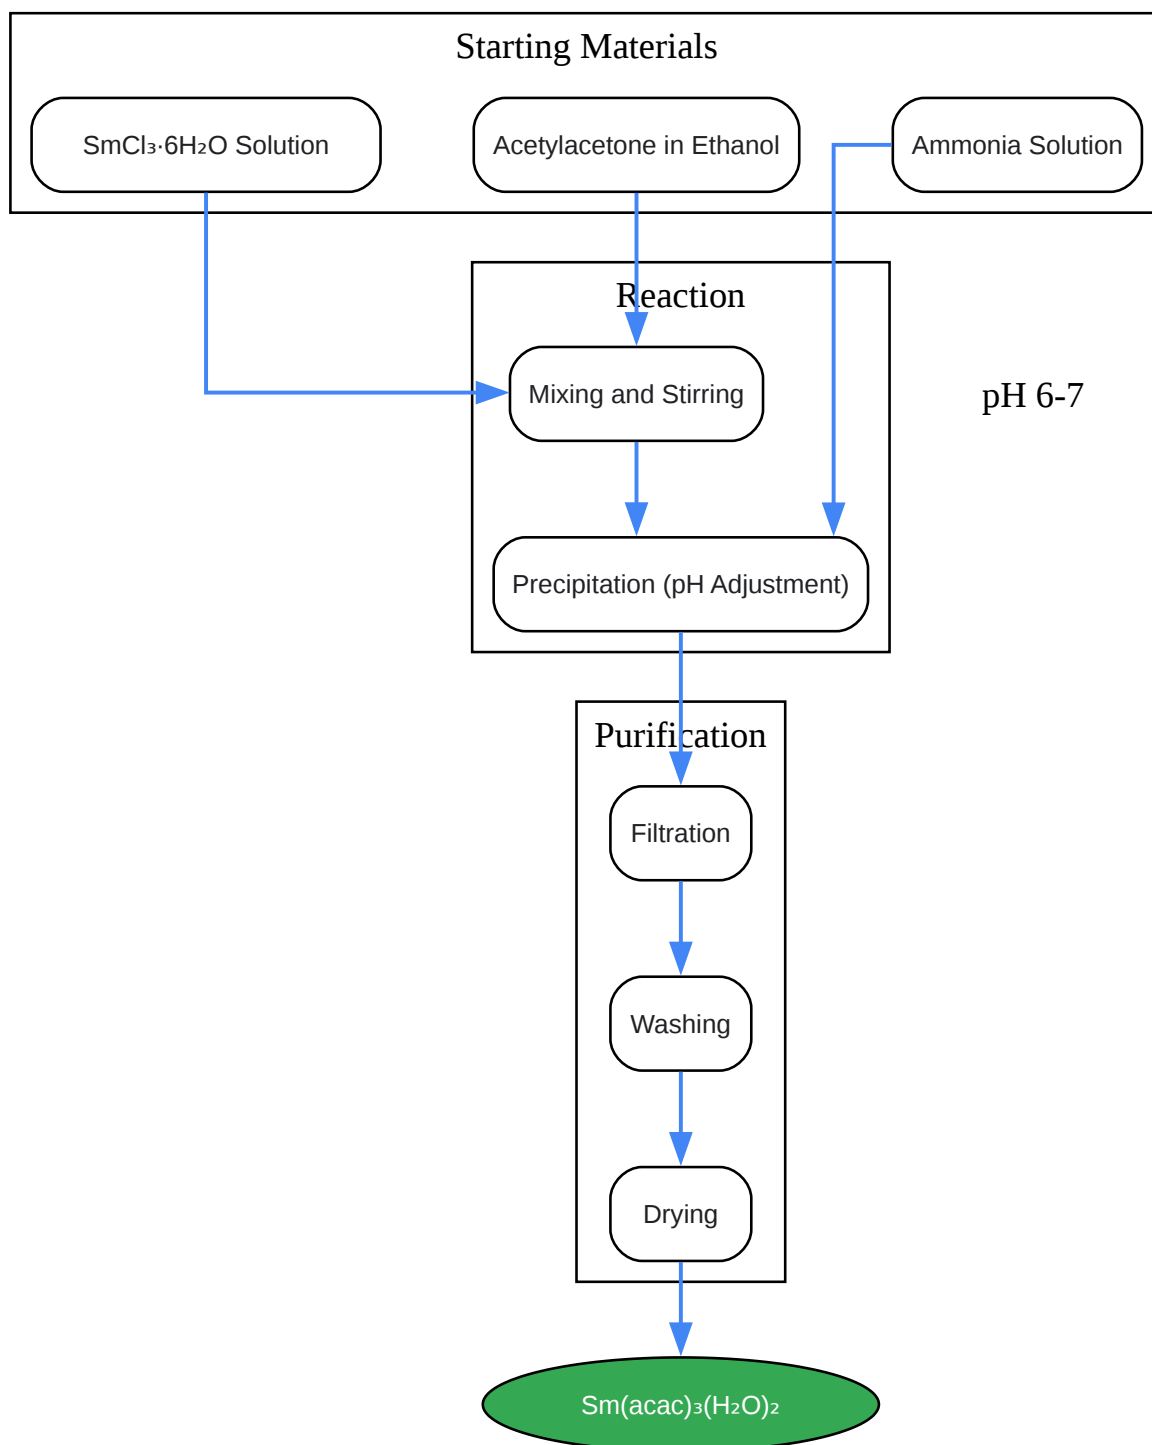 Starting Materials
SmCl₃·6H₂O Solution
Acetylacetone in Ethanol
Ammonia Solution
Reaction
Mixing and Stirring
pH 6-7
Precipitation (pH Adjustment)
Purification
Filtration
Washing
Drying
Sm(acac)₃(H₂O)₂